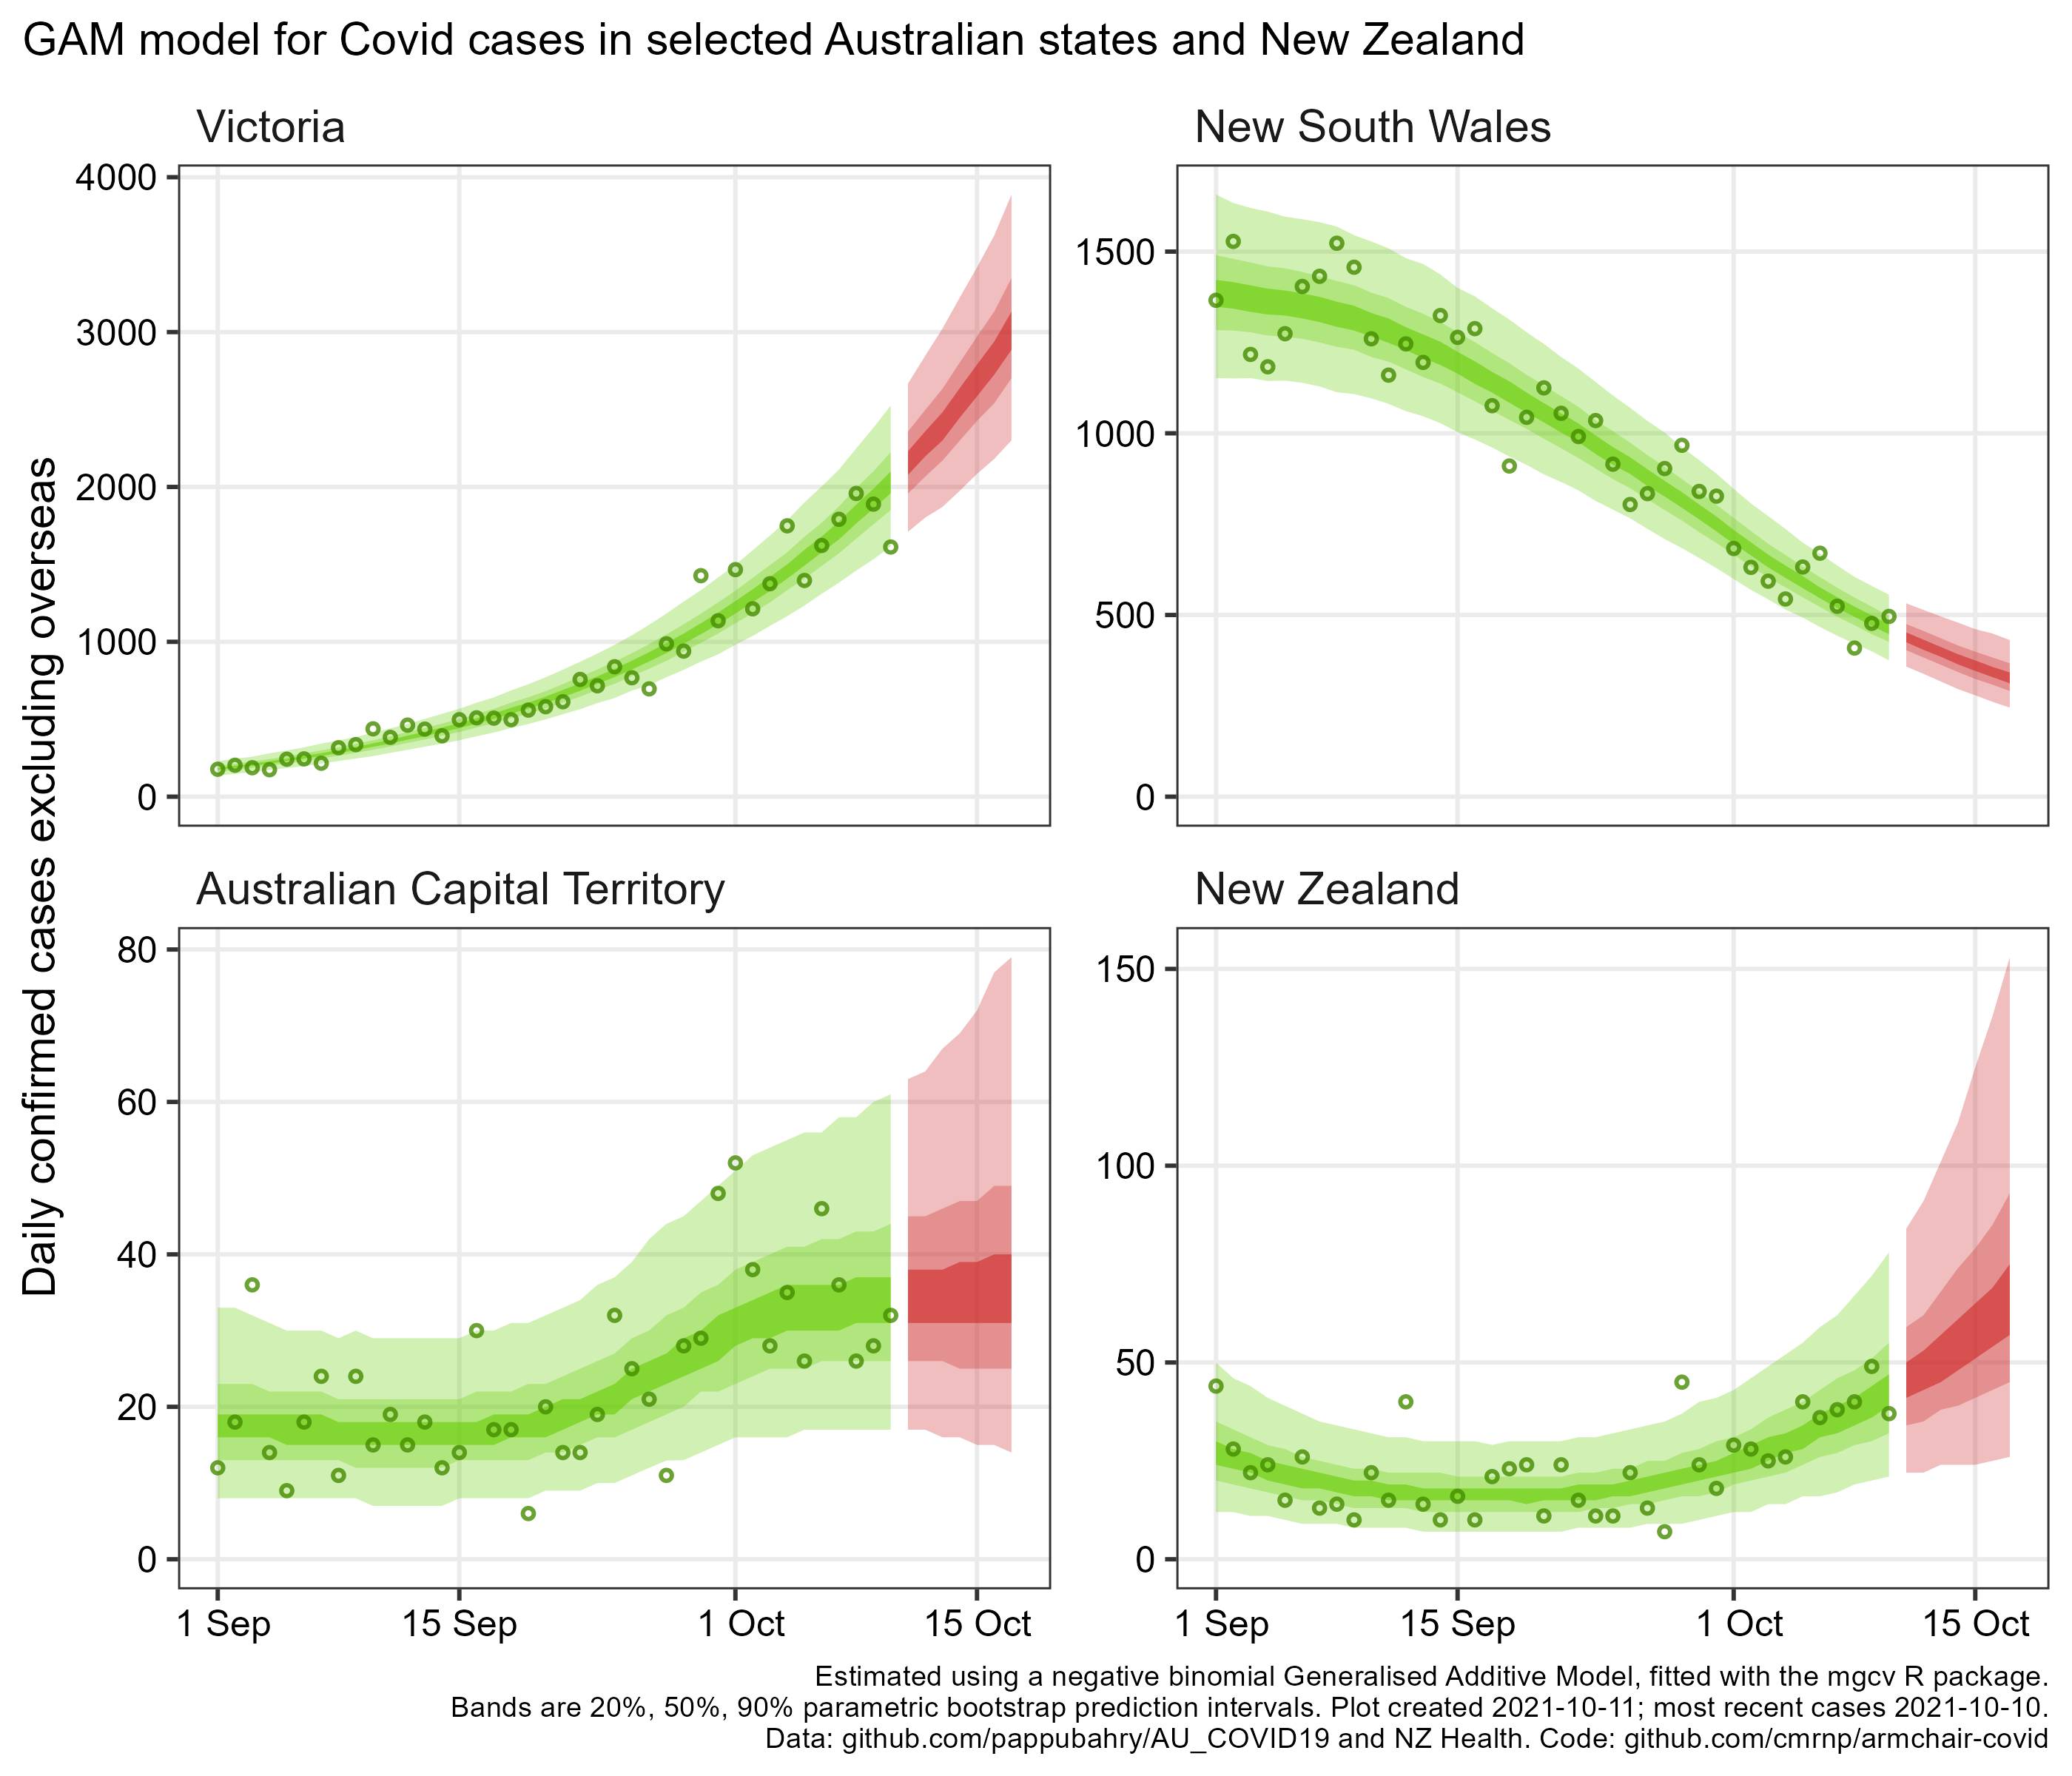 GAM model for Covid cases in selected Australian states and New Zealand
Daily confirmed cases excluding overseas
Victoria
4000
3000
2000
1000
0
New South Wales
1500
1000
500
0
Australian Capital Territory
80
60
40
20
0
1 Sep 15 Sep 1 Oct 15 Oct
New Zealand
150
100
50
0
1 Sep 15 Sep 1 Oct 15 Oct
Estimated using a negative binomial Generalised Additive Model, fitted with the mgcv R package.
Bands are 20%, 50%, 90% parametric bootstrap prediction intervals. Plot created 2021-10-11; most recent cases 2021-10-10.
Data: github.com/pappubahry/AU_COVID19 and NZ Health. Code: github.com/cmrnp/armchair-covid